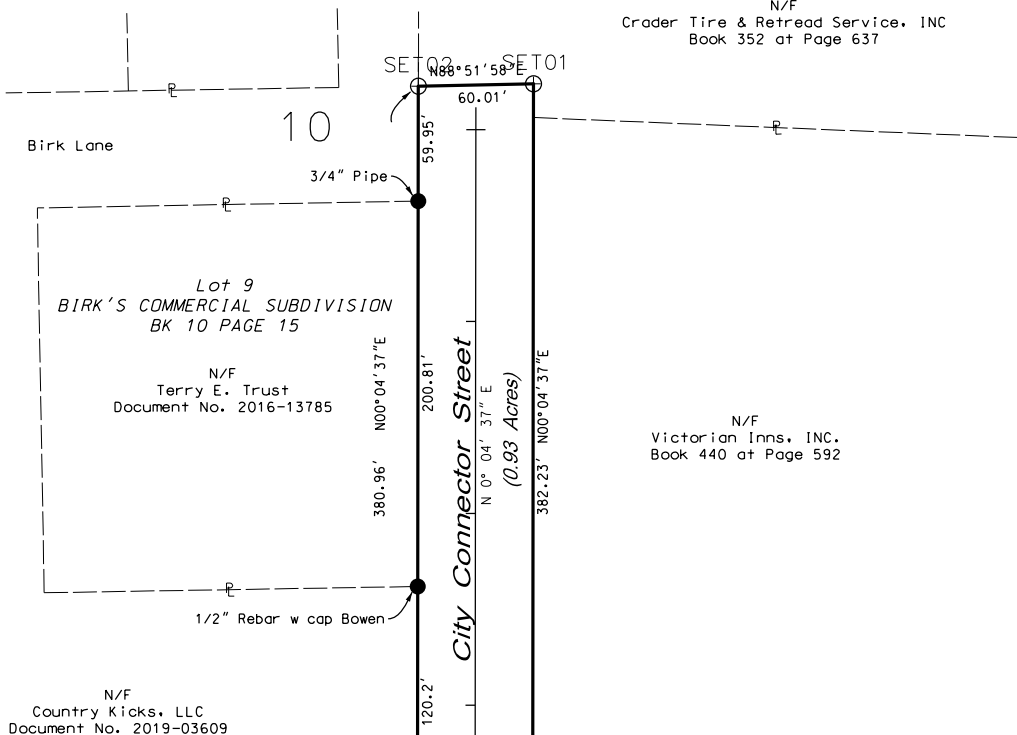 N/F
Crader Tire & Retread Service, INC
Book 352 at Page 637
SET02
N88°51'58"E
SET01
60.01'
10
Birk Lane
59.95'
3/4" Pipe
PL
PL
PL
Lot 9
BIRK'S COMMERCIAL SUBDIVISION
BK 10 PAGE 15
N/F
Terry E. Trust
Document No. 2016-13785
380.96' N00°04'37"E
200.81'
City Connector Street
N 0° 04' 37" E
(0.93 Acres)
382.23' N00°04'37"E
N/F
Victorian Inns, INC.
Book 440 at Page 592
PL
1/2" Rebar w cap Bowen
120.2'
N/F
Country Kicks, LLC
Document No. 2019-03609